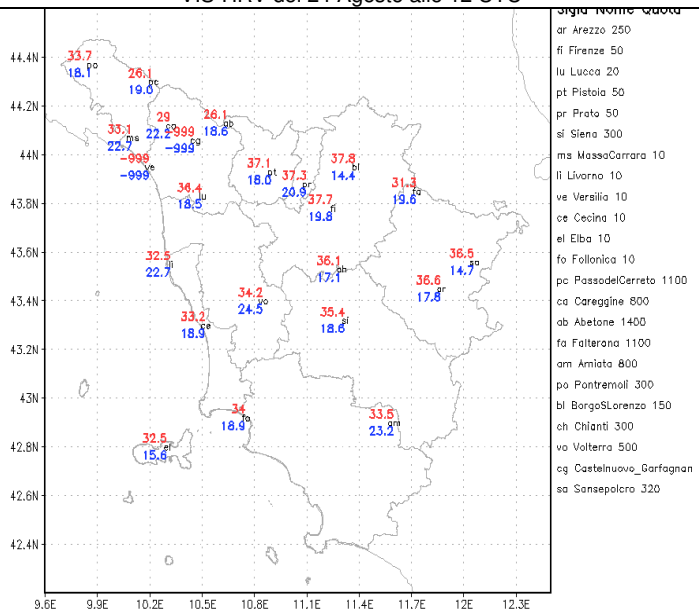 VIS HRV del 21 Agosto alle 12 UTC
Sigla Nome Quota
ar Arezzo 250
fi Firenze 50
lu Lucca 20
pt Pistoia 50
pr Prato 50
si Siena 300
ms MassaCarrara 10
li Livorno 10
ve Versilia 10
ce Cecina 10
el Elba 10
fo Follonica 10
pc PassodelCerreto 1100
ca Careggine 800
ab Abetone 1400
fa Falterana 1100
am Amiata 800
po Pontremoli 300
bl BorgoSLorenzo 150
ch Chianti 300
vo Volterra 500
cg Castelnuovo_Garfagnan
sa Sansepolcro 320
44.4N
44.2N
44N
43.8N
43.6N
43.4N
43.2N
43N
42.8N
42.6N
42.4N
9.6E 9.9E 10.2E 10.5E 10.8E 11.1E 11.4E 11.7E 12E 12.3E
33.7 po
18.1
26.1 pc
19.0
29 ca
22.2
-999 cg
-999
26.1 ab
18.6
33.1 ms
22.7
-999 ve
-999
36.4 lu
18.5
37.1 pt
18.0
37.3 pr
20.9
37.8 bl
14.4
37.7 fi
19.8
31.3 fa
19.6
32.5 li
22.7
36.1 ch
17.1
36.5 sa
14.7
36.6 ar
17.8
34.2 vo
24.5
33.2 ce
18.9
35.4 si
18.6
34 fo
18.9
33.5 am
23.2
32.5 el
15.6